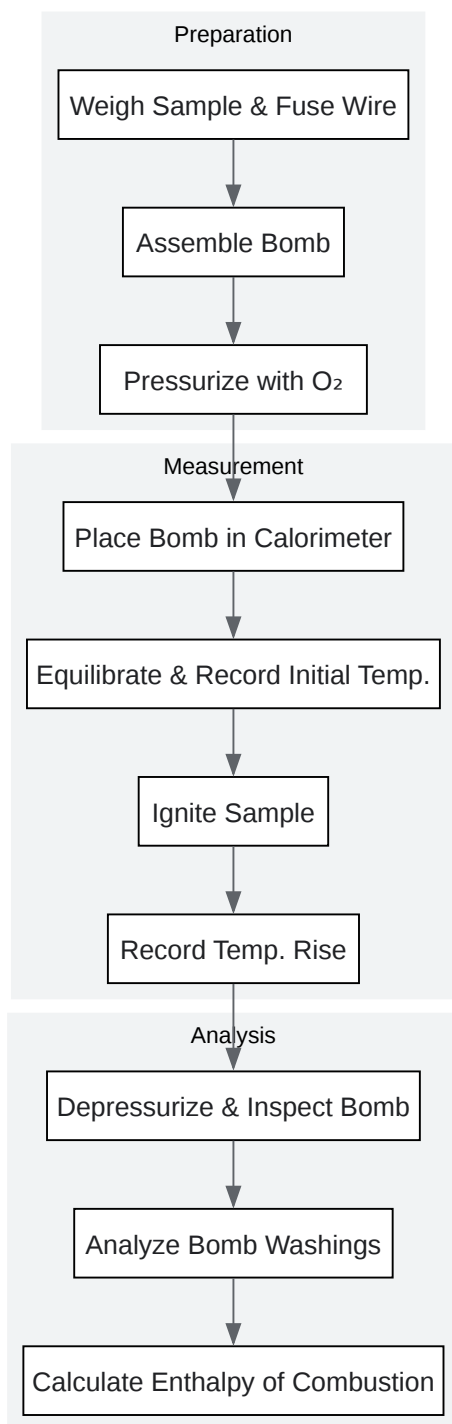 Preparation
Weigh Sample & Fuse Wire
Assemble Bomb
Pressurize with O₂
Measurement
Place Bomb in Calorimeter
Equilibrate & Record Initial Temp.
Ignite Sample
Record Temp. Rise
Analysis
Depressurize & Inspect Bomb
Analyze Bomb Washings
Calculate Enthalpy of Combustion